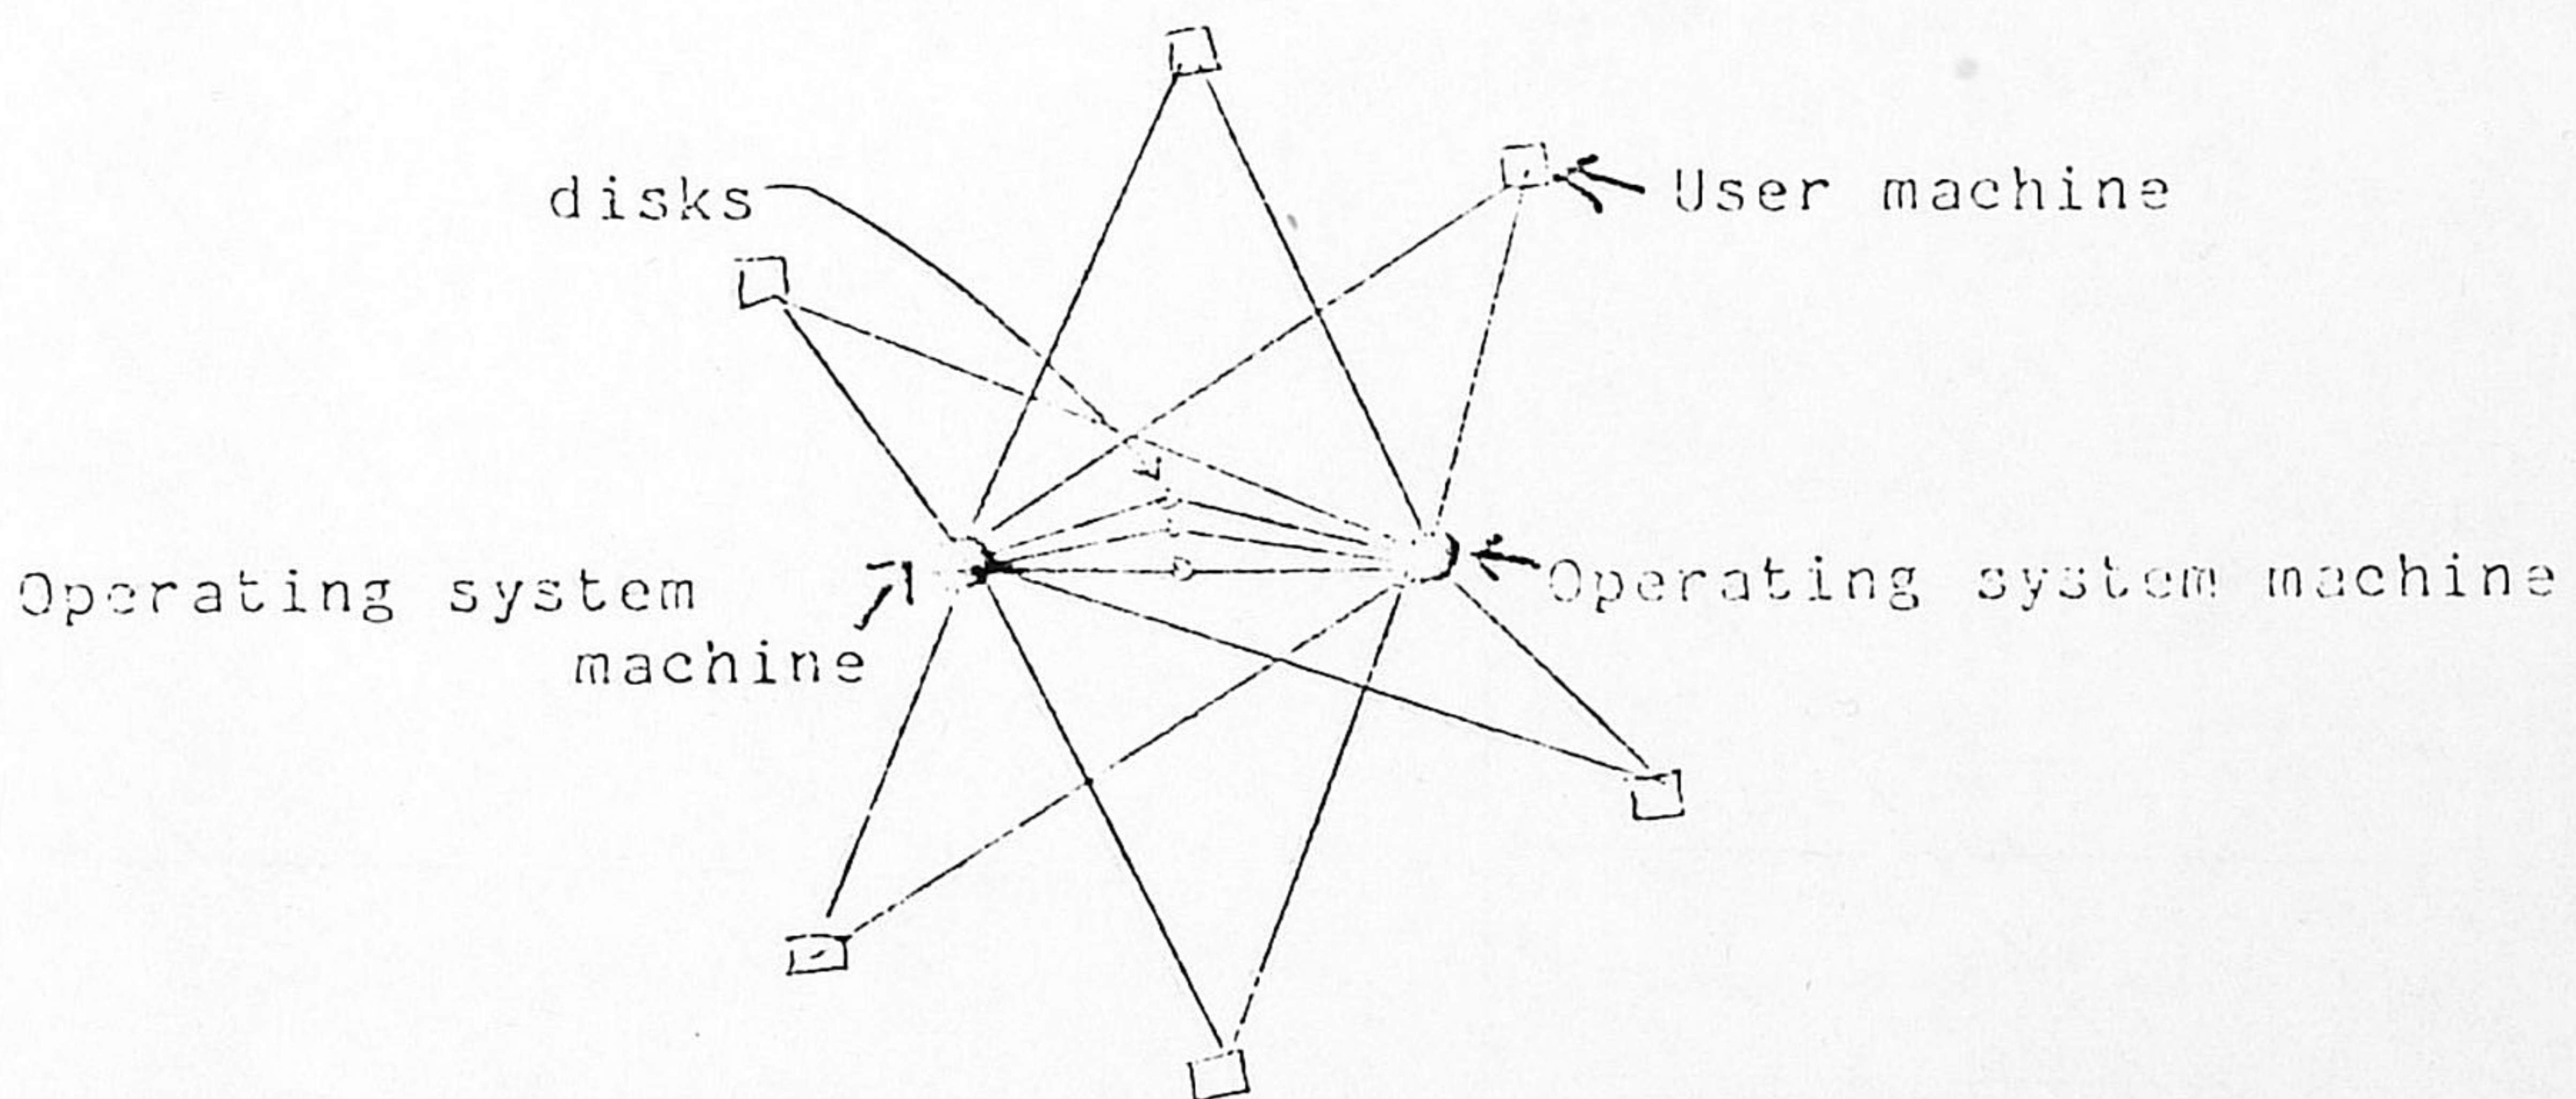 disks
User machine
Operating system
machine
Operating system machine